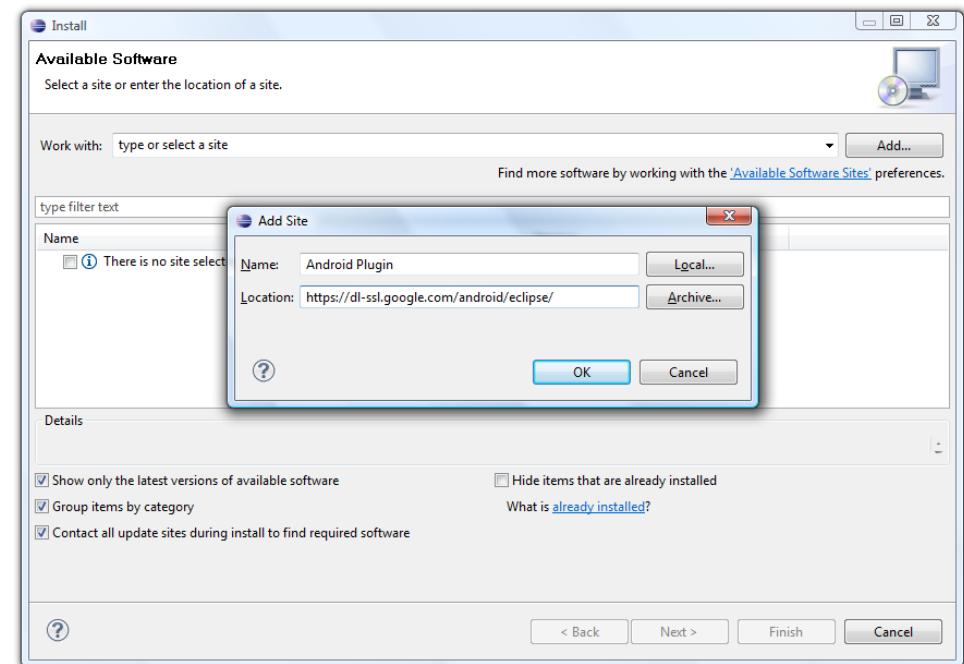 Install
Available Software
Select a site or enter the location of a site.
Work with: type or select a site Add...
Find more software by working with the 'Available Software Sites' preferences.
type filter text
Name
There is no site select
Add Site
Name: Android Plugin Local...
Location: https://dl-ssl.google.com/android/eclipse/ Archive...
OK Cancel
Details
Show only the latest versions of available software Hide items that are already installed
Group items by category What is already installed?
Contact all update sites during install to find required software
< Back Next > Finish Cancel